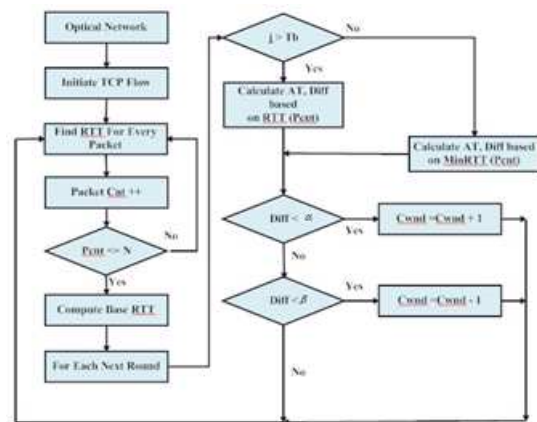 Optical Network
Initiate TCP Flow
Find RTT For Every
Packet
Packet Cnt ++
Pcnt <= N
No
Yes
Compute Base RTT
For Each Next Round
j > Tb
No
Yes
Calculate AT, Diff
based
on RTT (Pcnt)
Calculate AT, Diff based
on MinRTT (Pcnt)
Diff < α
Yes
Cwnd =Cwnd + 1
No
Diff < β
Yes
Cwnd =Cwnd - 1
No